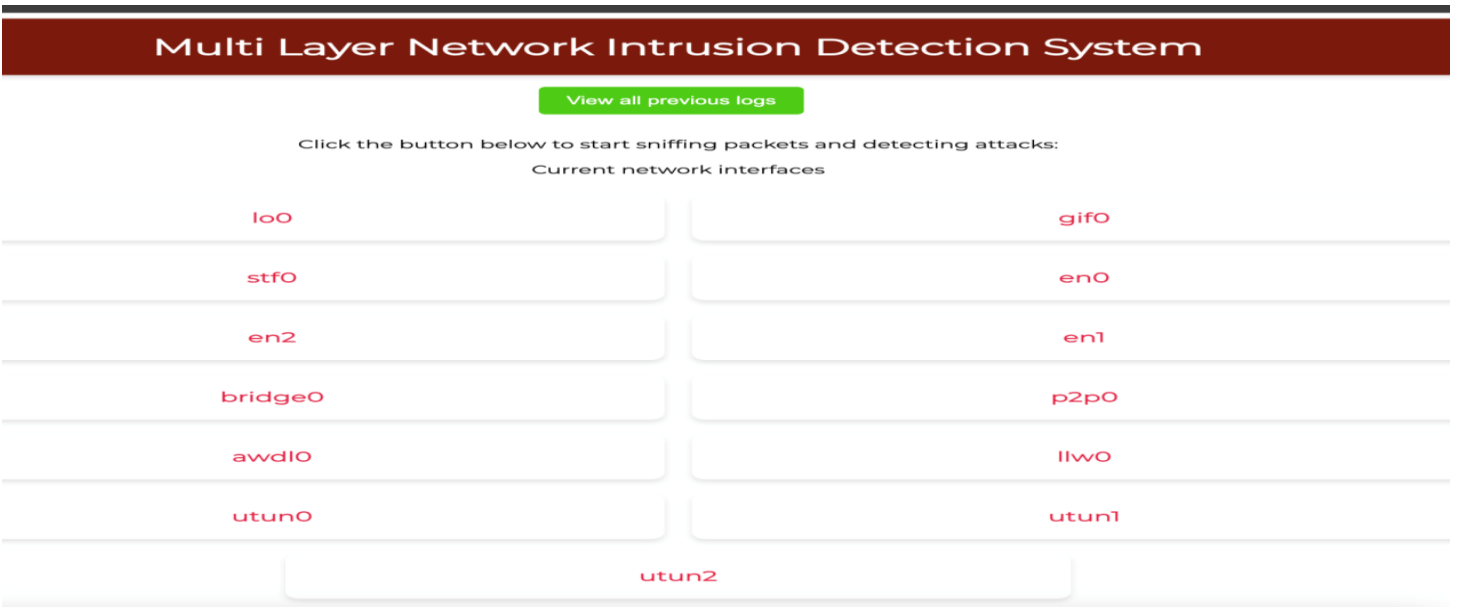 Multi Layer Network Intrusion Detection System
View all previous logs
Click the button below to start sniffing packets and detecting attacks:
Current network interfaces
lo0 gif0
stf0 en0
en2 en1
bridge0 p2p0
awdl0 llw0
utun0 utun1
utun2